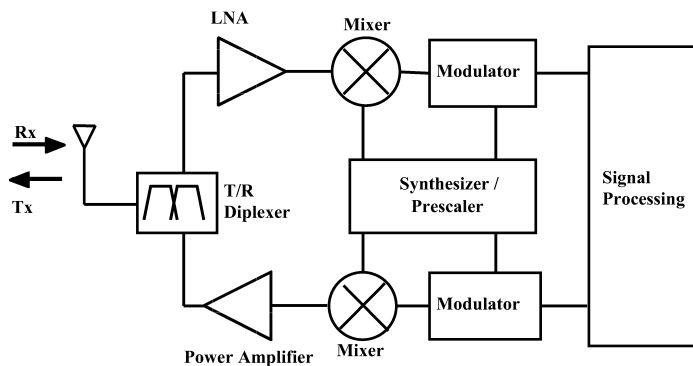 LNA
Mixer
Modulator
Rx
Tx
T/R
Diplexer
Synthesizer /
Prescaler
Signal
Processing
Power Amplifier
Mixer
Modulator